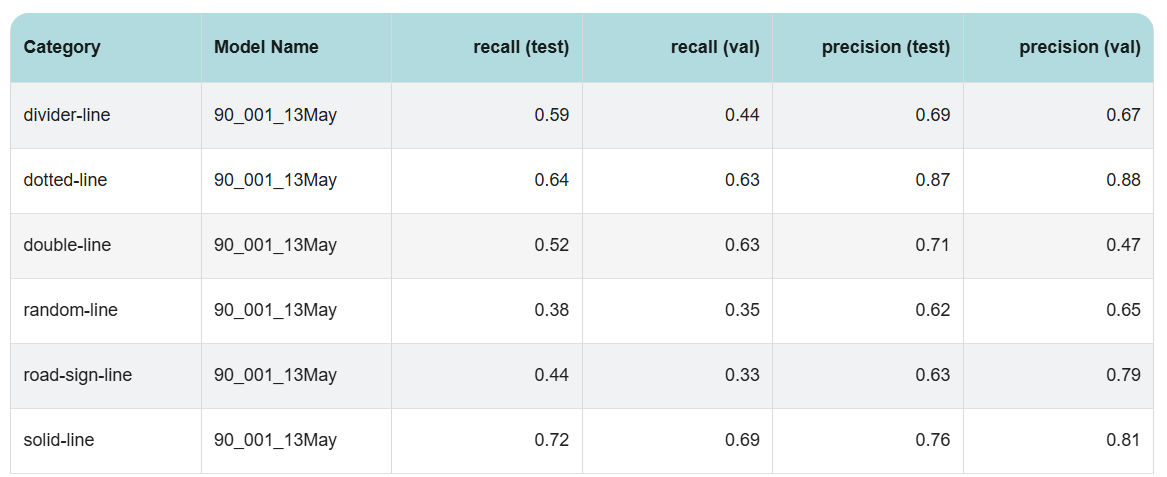 Category Model Name recall (test) recall (val) precision (test) precision (val)
divider-line 90_001_13May 0.59 0.44 0.69 0.67
dotted-line 90_001_13May 0.64 0.63 0.87 0.88
double-line 90_001_13May 0.52 0.63 0.71 0.47
random-line 90_001_13May 0.38 0.35 0.62 0.65
road-sign-line 90_001_13May 0.44 0.33 0.63 0.79
solid-line 90_001_13May 0.72 0.69 0.76 0.81